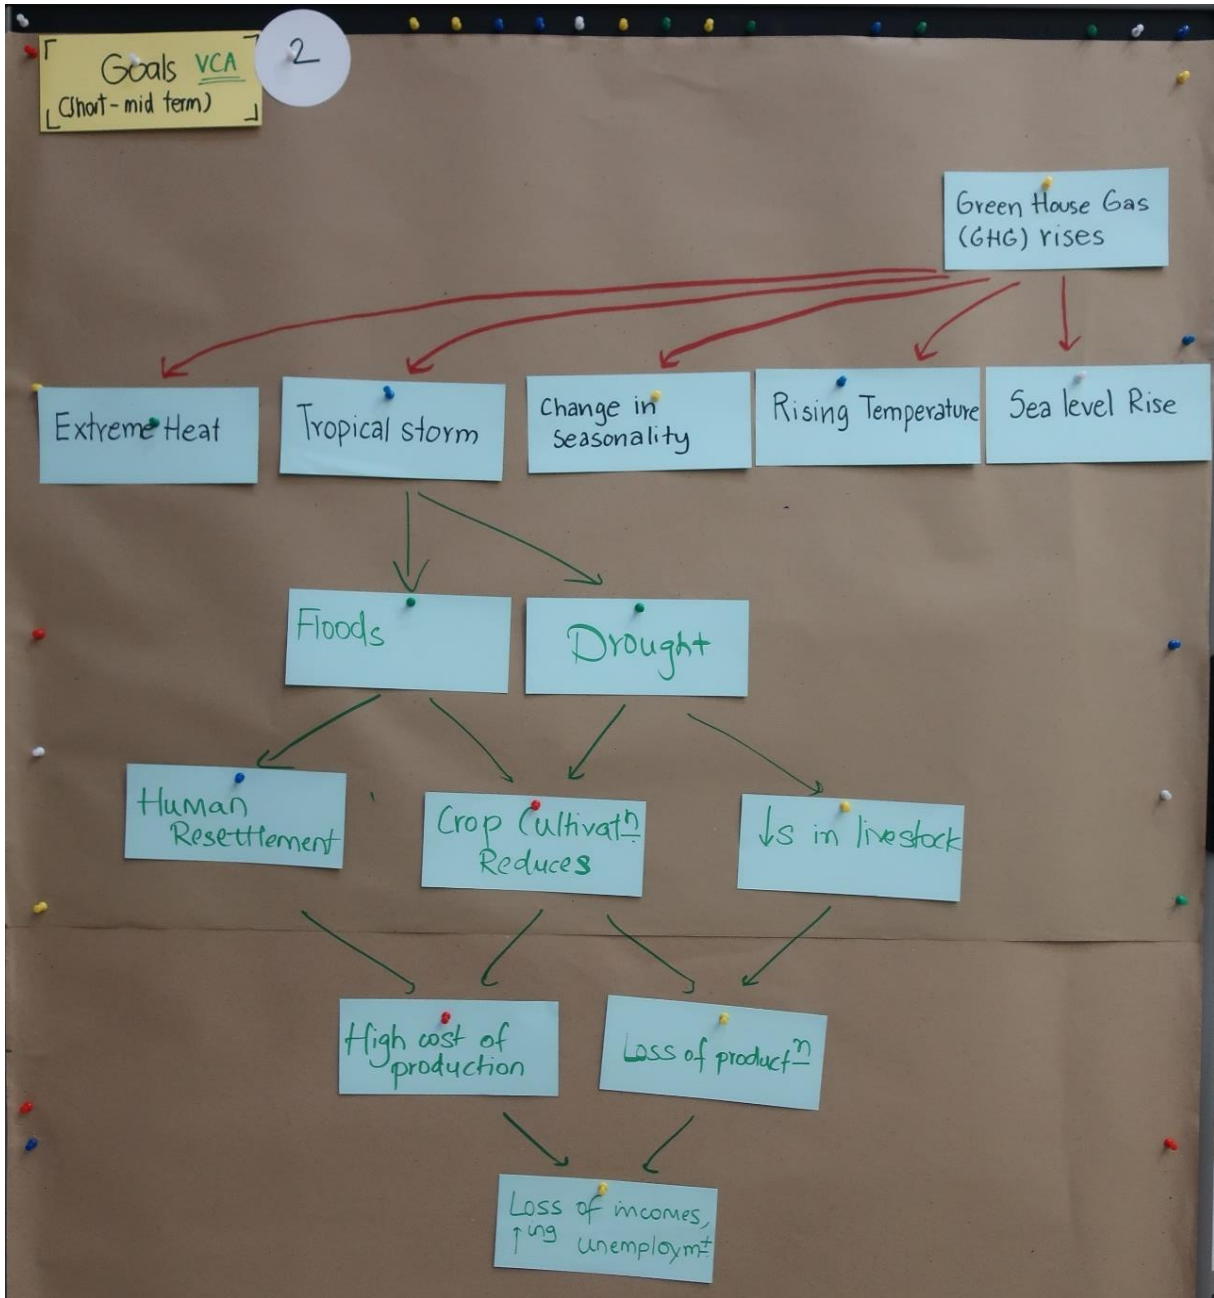 Goals VCA
(Short-mid term)
2
Green House Gas
(GHG) rises
Extreme Heat
Tropical storm
Change in
seasonality
Rising Temperature
Sea level Rise
Floods
Drought
Human
Resettlement
Crop Cultivatn
Reduces
↓s in livestock
High cost of
production
Loss of productn
Loss of incomes,
↑ing unemploymt